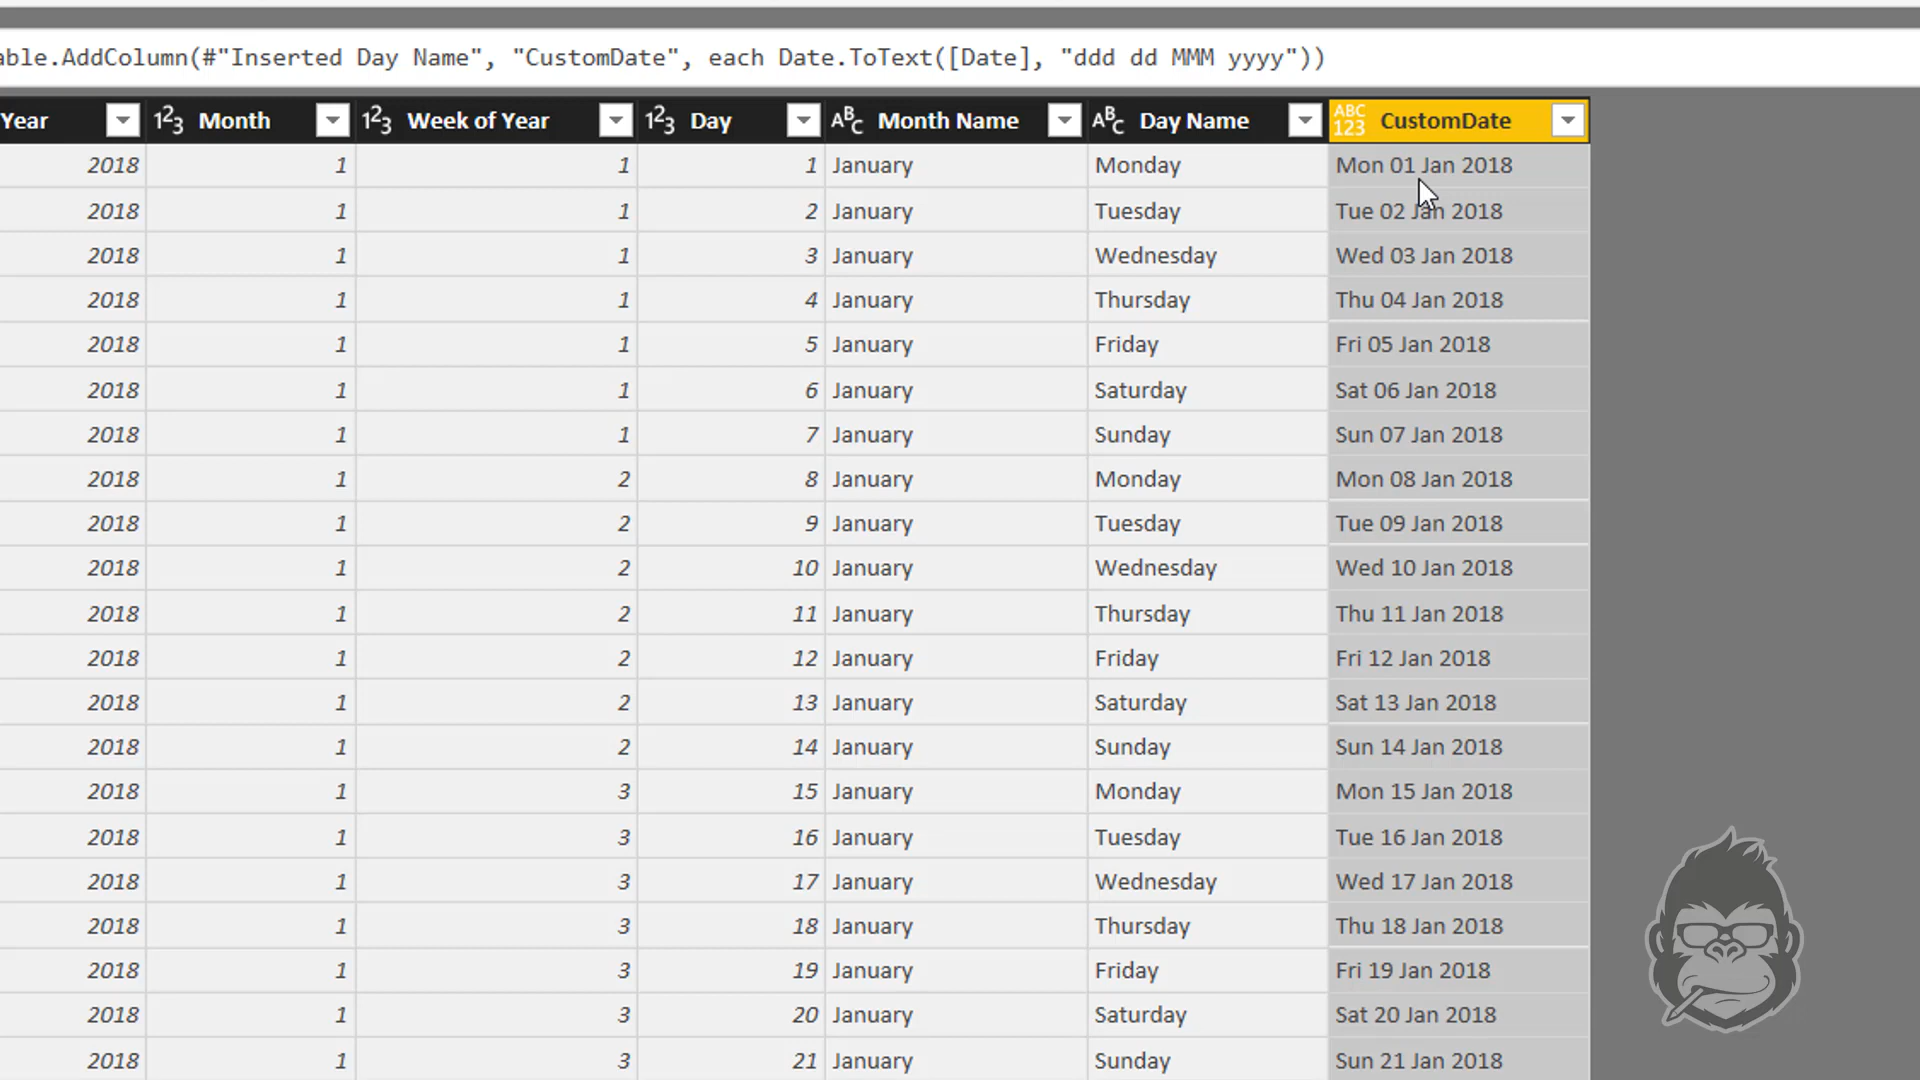 able.AddColumn(#"Inserted Day Name", "CustomDate", each Date.ToText([Date], "ddd dd MMM yyyy"))
Year 123 Month 123 Week of Year 123 Day ABC Month Name ABC Day Name ABC 123 CustomDate
2018 1 1 1 January Monday Mon 01 Jan 2018
2018 1 1 2 January Tuesday Tue 02 Jan 2018
2018 1 1 3 January Wednesday Wed 03 Jan 2018
2018 1 1 4 January Thursday Thu 04 Jan 2018
2018 1 1 5 January Friday Fri 05 Jan 2018
2018 1 1 6 January Saturday Sat 06 Jan 2018
2018 1 1 7 January Sunday Sun 07 Jan 2018
2018 1 2 8 January Monday Mon 08 Jan 2018
2018 1 2 9 January Tuesday Tue 09 Jan 2018
2018 1 2 10 January Wednesday Wed 10 Jan 2018
2018 1 2 11 January Thursday Thu 11 Jan 2018
2018 1 2 12 January Friday Fri 12 Jan 2018
2018 1 2 13 January Saturday Sat 13 Jan 2018
2018 1 2 14 January Sunday Sun 14 Jan 2018
2018 1 3 15 January Monday Mon 15 Jan 2018
2018 1 3 16 January Tuesday Tue 16 Jan 2018
2018 1 3 17 January Wednesday Wed 17 Jan 2018
2018 1 3 18 January Thursday Thu 18 Jan 2018
2018 1 3 19 January Friday Fri 19 Jan 2018
2018 1 3 20 January Saturday Sat 20 Jan 2018
2018 1 3 21 January Sunday Sun 21 Jan 2018